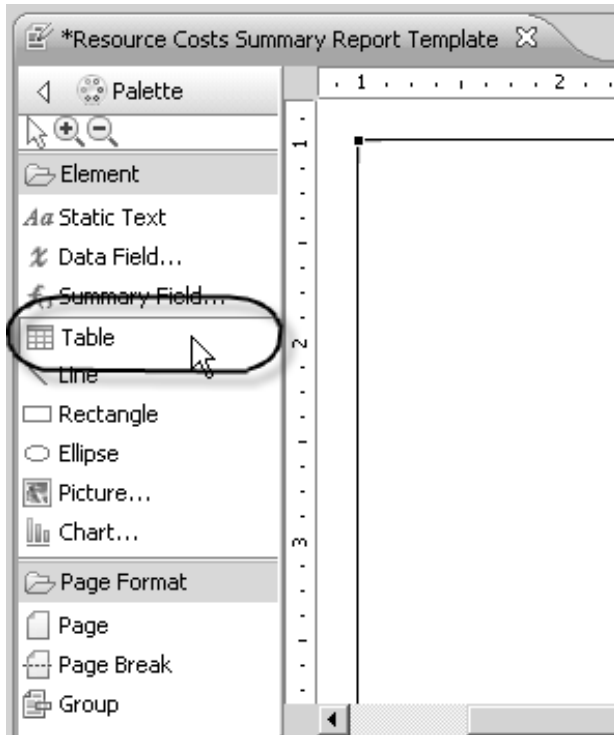 *Resource Costs Summary Report Template
Palette
1 2
Element
Aa Static Text
Data Field...
Summary Field...
Table
Line
Rectangle
Ellipse
Picture...
Chart...
Page Format
Page
Page Break
Group
1
2
3